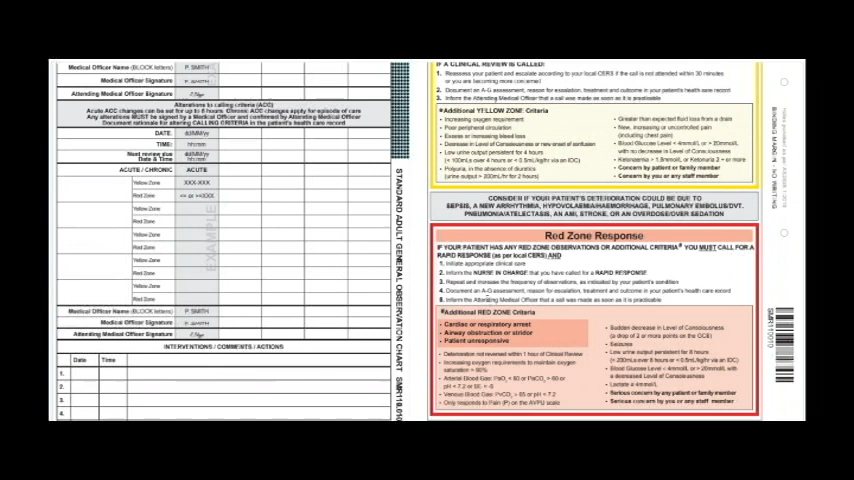 Medical Officer Name (BLOCK letters) P. SMITH
Medical Officer Signature P. SMITH
Attending Medical Officer Signature
Alterations to calling criteria (ACC)
Acute ACC changes can be set for up to 8 hours. Chronic ACC changes apply for episode of care
Any alterations MUST be signed by a Medical Officer and confirmed by Attending Medical Officer
Document rationale for altering CALLING CRITERIA in the patient's health care record
DATE: dd/MM/yy
TIME: hh:mm
Next review due dd/MM/yy
Date & Time hh:mm
ACUTE / CHRONIC ACUTE
Yellow Zone XXX-XXX
Red Zone
Yellow Zone
Red Zone
Yellow Zone
Red Zone
Yellow Zone
Red Zone
Yellow Zone
Red Zone
EXAMPLE
Medical Officer Name (BLOCK letters) P. SMITH
Medical Officer Signature P. SMITH
Attending Medical Officer Signature
INTERVENTIONS / COMMENTS / ACTIONS
Date Time
1.
2.
3.
4.
STANDARD ADULT GENERAL OBSERVATION CHART SMR110.010
IF A CLINICAL REVIEW IS CALLED:
1. Reassess your patient and escalate according to your local CERS if the call is not attended within 30 minutes
or you are becoming more concerned
2. Document an A-G assessment, reason for escalation, treatment and outcome in your patient's health care record
3. Inform the Attending Medical Officer that a call was made as soon as it is practicable
#Additional YELLOW ZONE Criteria
• Increasing oxygen requirement
• Poor peripheral circulation
• Excess or increasing blood loss
• Decrease in Level of Consciousness or new onset of confusion
• Low urine output persistent for 4 hours
(< 100mLs over 4 hours or < 0.5mL/kg/hr via an IDC)
• Polyuria, in the absence of diuretics
(urine output > 200mL/hr for 2 hours)
• Greater than expected fluid loss from a drain
• New, increasing or uncontrolled pain
(including chest pain)
• Blood Glucose Level < 4mmol/L or > 20mmol/L
with no decrease in Level of Consciousness
• Ketonaemia > 1.5mmol/L or Ketonuria 2+ or more
• Concern by patient or family member
• Concern by you or any staff member
CONSIDER IF YOUR PATIENT'S DETERIORATION COULD BE DUE TO
SEPSIS, A NEW ARRHYTHMIA, HYPOVOLAEMIA/HAEMORRHAGE, PULMONARY EMBOLUS/DVT,
PNEUMONIA/ATELECTASIS, AN AMI, STROKE, OR AN OVERDOSE/OVER SEDATION
Red Zone Response
IF YOUR PATIENT HAS ANY RED ZONE OBSERVATIONS OR ADDITIONAL CRITERIA# YOU MUST CALL FOR A
RAPID RESPONSE (as per local CERS) AND
1. Initiate appropriate clinical care
2. Inform the NURSE IN CHARGE that you have called for a RAPID RESPONSE
3. Repeat and increase the frequency of observations, as indicated by your patient's condition
4. Document an A-G assessment, reason for escalation, treatment and outcome in your patient's health care record
5. Inform the Attending Medical Officer that a call was made as soon as it is practicable
#Additional RED ZONE Criteria
• Cardiac or respiratory arrest
• Airway obstruction or stridor
• Patient unresponsive
• Deterioration not reversed within 1 hour of Clinical Review
• Increasing oxygen requirements to maintain oxygen
saturation > 90%
• Arterial Blood Gas: PaO2 < 60 or PaCO2 > 60 or
pH < 7.2 or BE < -5
• Venous Blood Gas: PvCO2 > 65 or pH < 7.2
• Only responds to Pain (P) on the AVPU scale
• Sudden decrease in Level of Consciousness
(a drop of 2 or more points on the GCS)
• Seizures
• Low urine output persistent for 8 hours
(< 200mLs over 8 hours or < 0.5mL/kg/hr via an IDC)
• Blood Glucose Level < 4mmol/L or > 20mmol/L with
a decreased Level of Consciousness
• Lactate ≥ 4mmol/L
• Serious concern by any patient or family member
• Serious concern by you or any staff member
BINDING MARGIN - NO WRITING
SMR110010